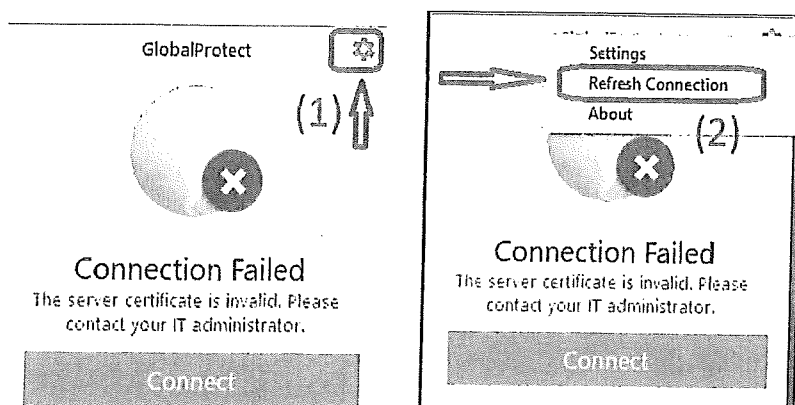 GlobalProtect
(1)
Connection Failed
The server certificate is invalid. Please
contact your IT administrator.
Connect
Settings
Refresh Connection
About
(2)
Connection Failed
The server certificate is invalid. Please
contact your IT administrator.
Connect